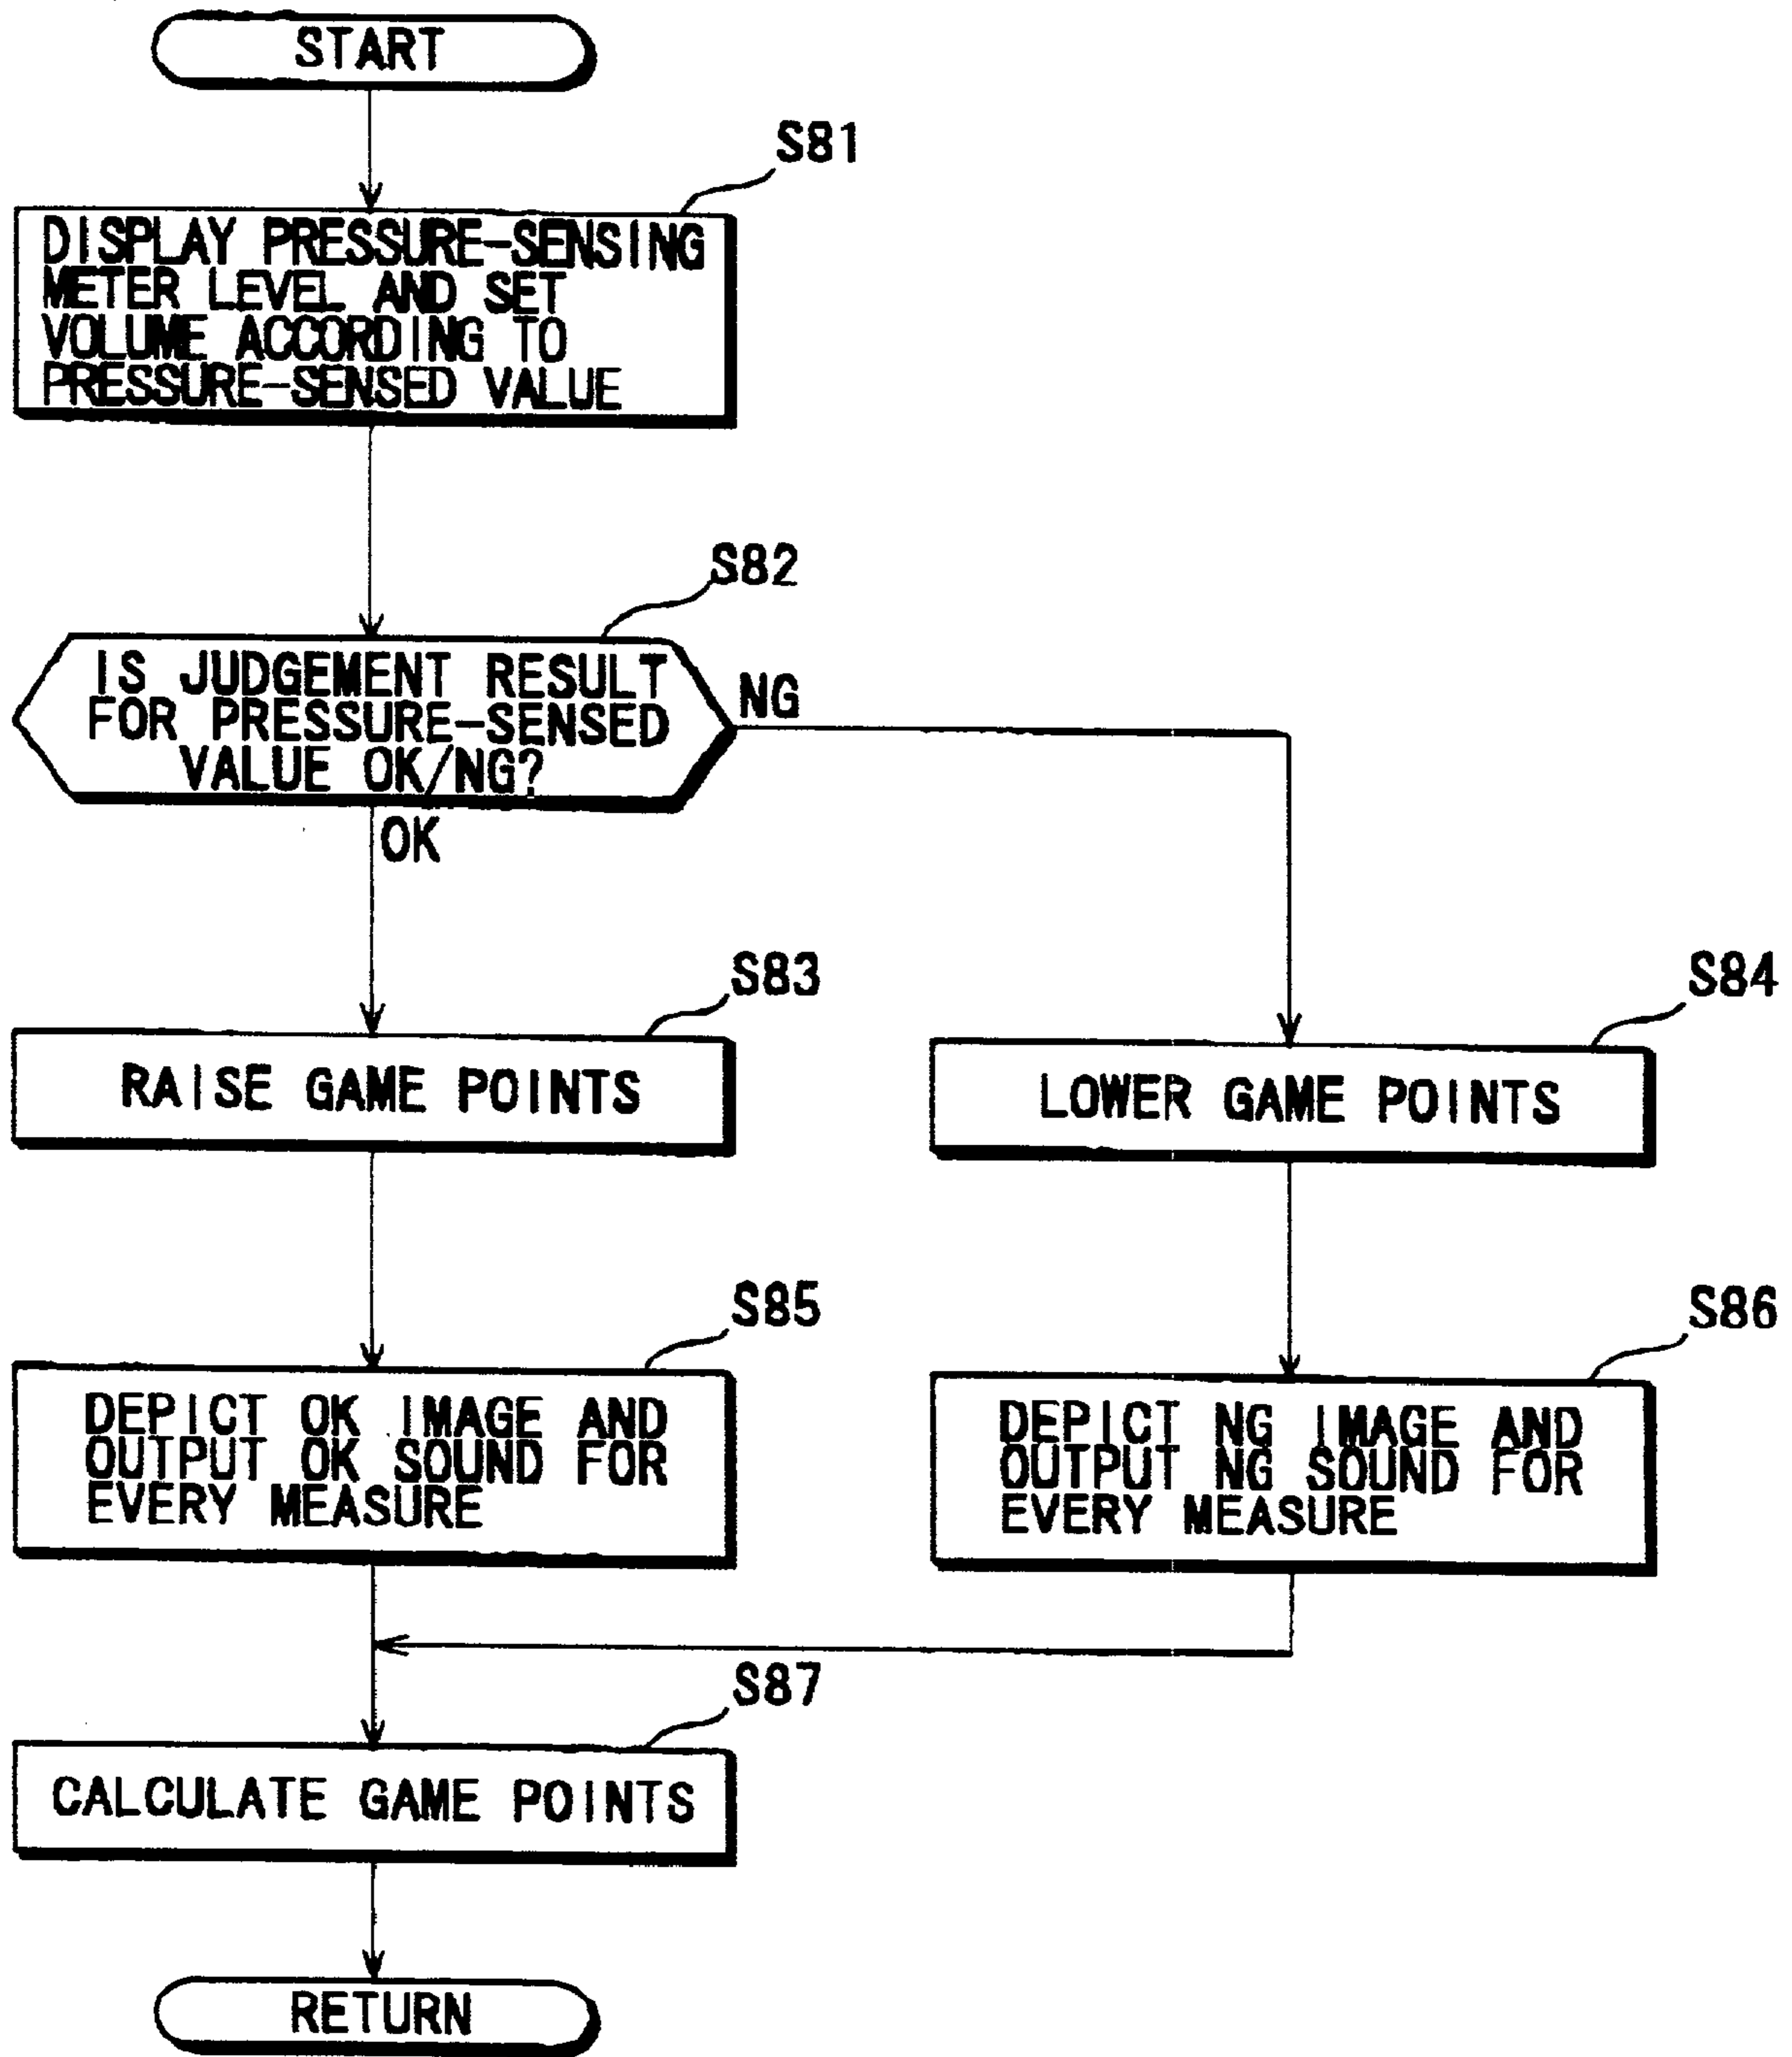 START
S81
DISPLAY PRESSURE-SENSING
METER LEVEL AND SET
VOLUME ACCORDING TO
PRESSURE-SENSED VALUE
S82
IS JUDGEMENT RESULT
FOR PRESSURE-SENSED
VALUE OK/NG?
NG
OK
S83
RAISE GAME POINTS
S84
LOWER GAME POINTS
S85
DEPICT OK IMAGE AND
OUTPUT OK SOUND FOR
EVERY MEASURE
S86
DEPICT NG IMAGE AND
OUTPUT NG SOUND FOR
EVERY MEASURE
S87
CALCULATE GAME POINTS
RETURN